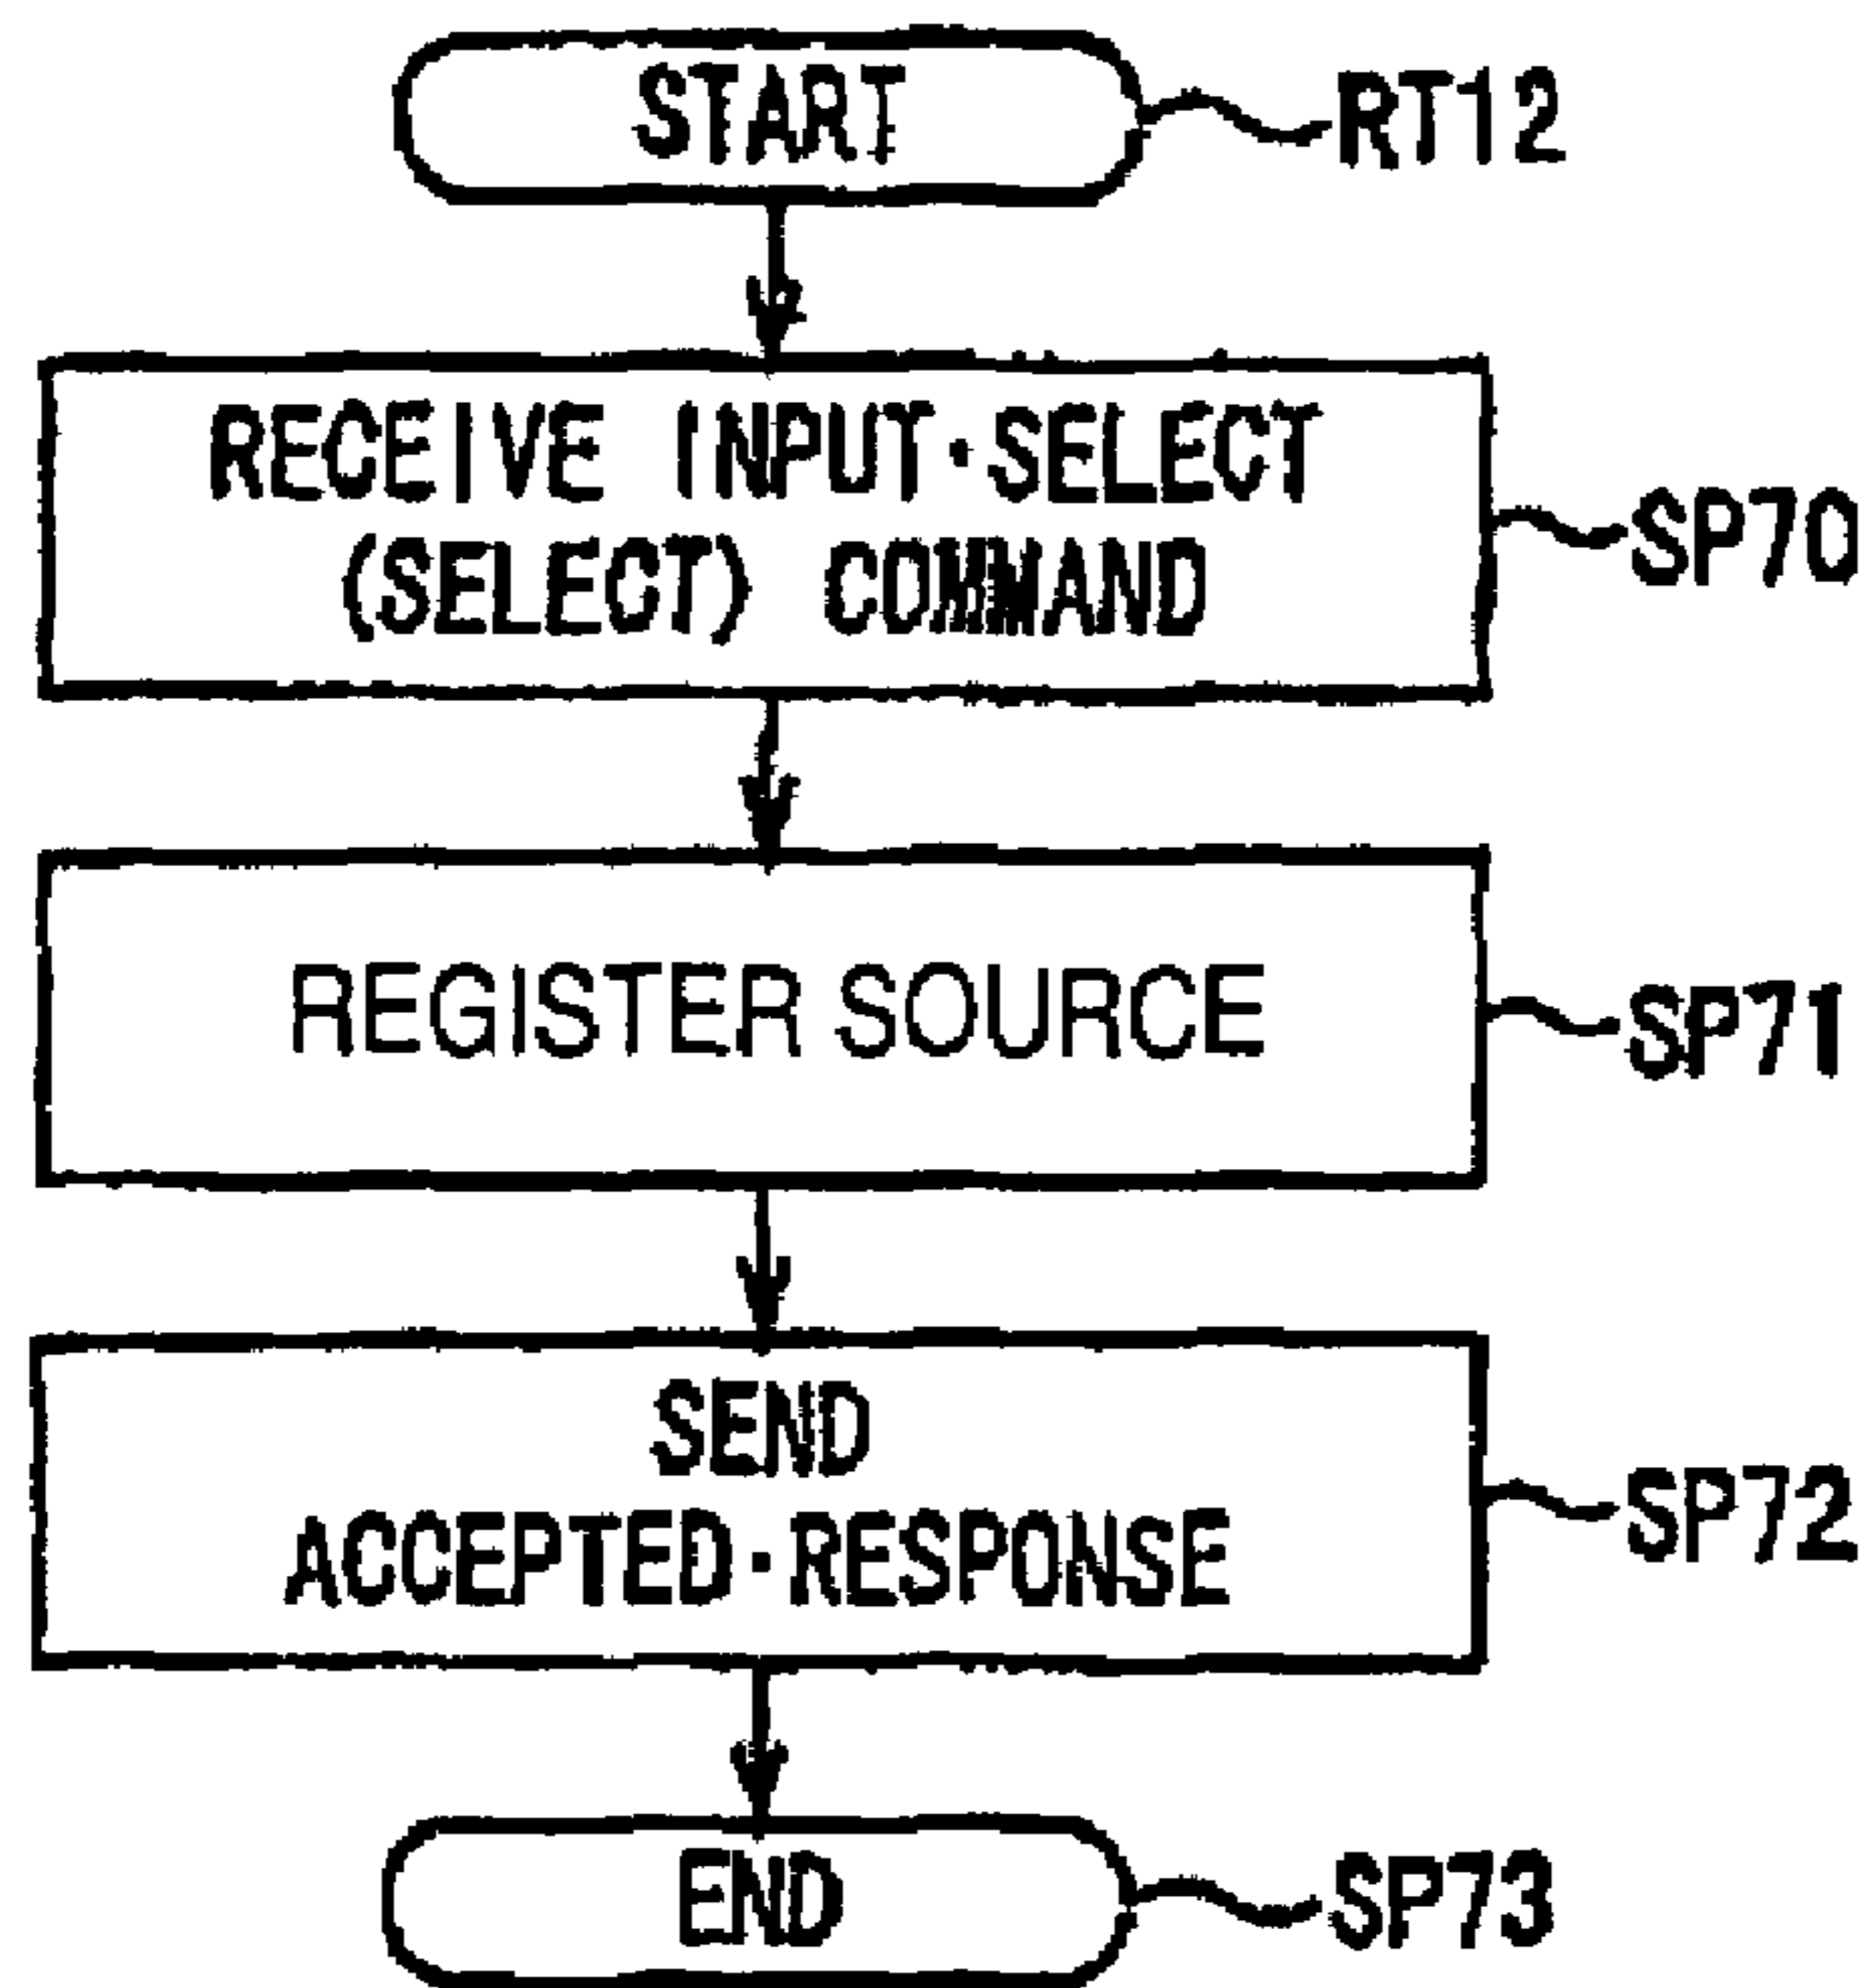 START
RT12
RECEIVE INPUT·SELECT
(SELECT) COMMAND
SP70
REGISTER SOURCE
SP71
SEND
ACCEPTED·RESPONSE
SP72
END
SP73